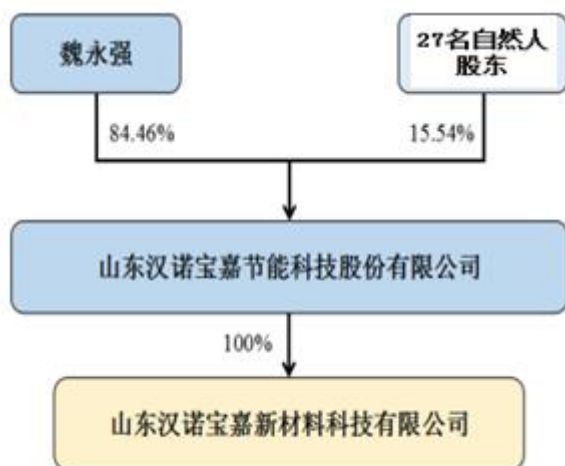 魏永强
27名自然人
股东
84.46%
15.54%
山东汉诺宝嘉节能科技股份有限公司
100%
山东汉诺宝嘉新材料科技有限公司